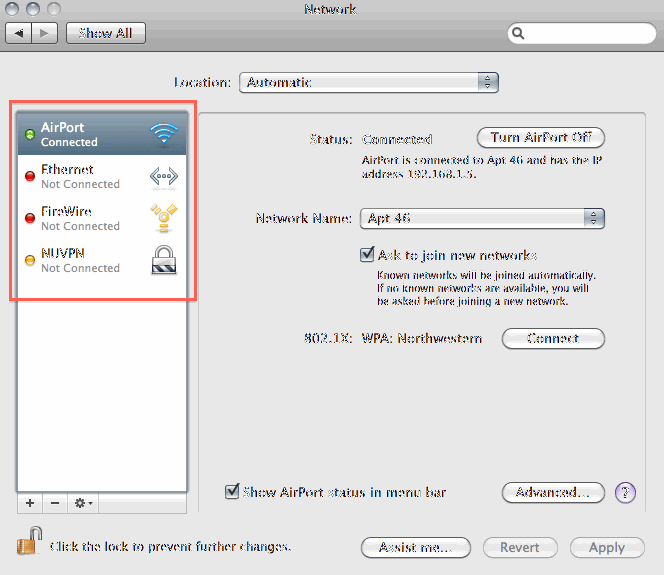 Network
Show All
Location: Automatic
AirPort
Connected
Ethernet
Not Connected
FireWire
Not Connected
NUVPN
Not Connected
Status: Connected
Turn AirPort Off
AirPort is connected to Apt 4G and has the IP
address 192.168.1.5.
Network Name: Apt 4G
Ask to join new networks
Known networks will be joined automatically.
If no known networks are available, you will
be asked before joining a new network.
802.1X: WPA: Northwestern
Connect
Show AirPort status in menu bar
Advanced...
?
Click the lock to prevent further changes.
Assist me...
Revert
Apply